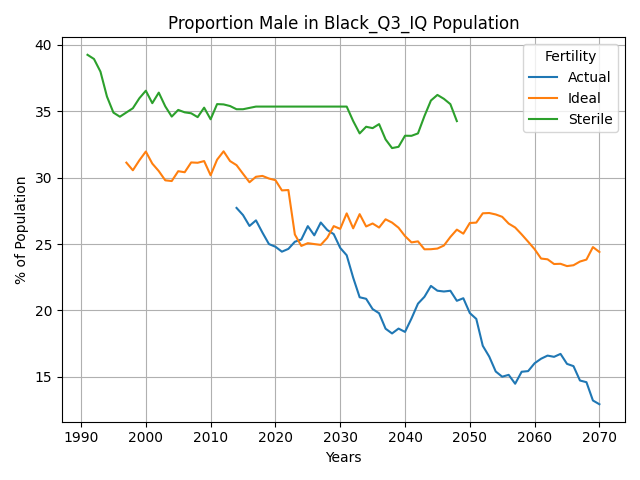 Proportion Male in Black_Q3_IQ Population
% of Population
40
35
30
25
20
15
Fertility
Actual
Ideal
Sterile
1990 2000 2010 2020 2030 2040 2050 2060 2070
Years